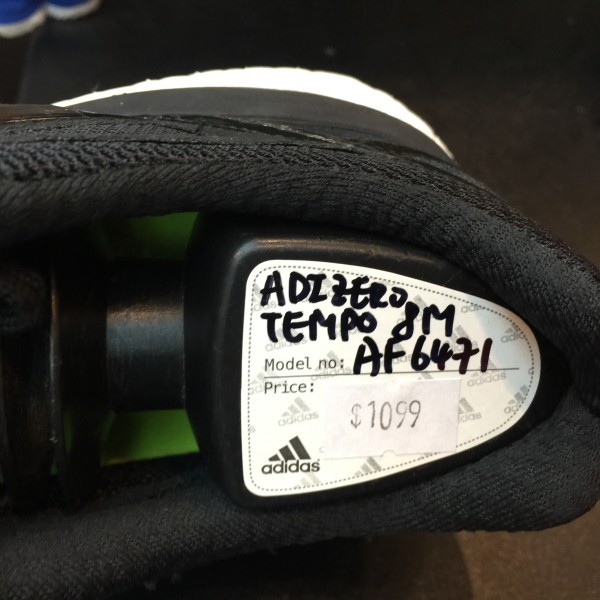 ADIZERO
TEMPO 8M
Model no: AF6471
Price:
$1099
adidas